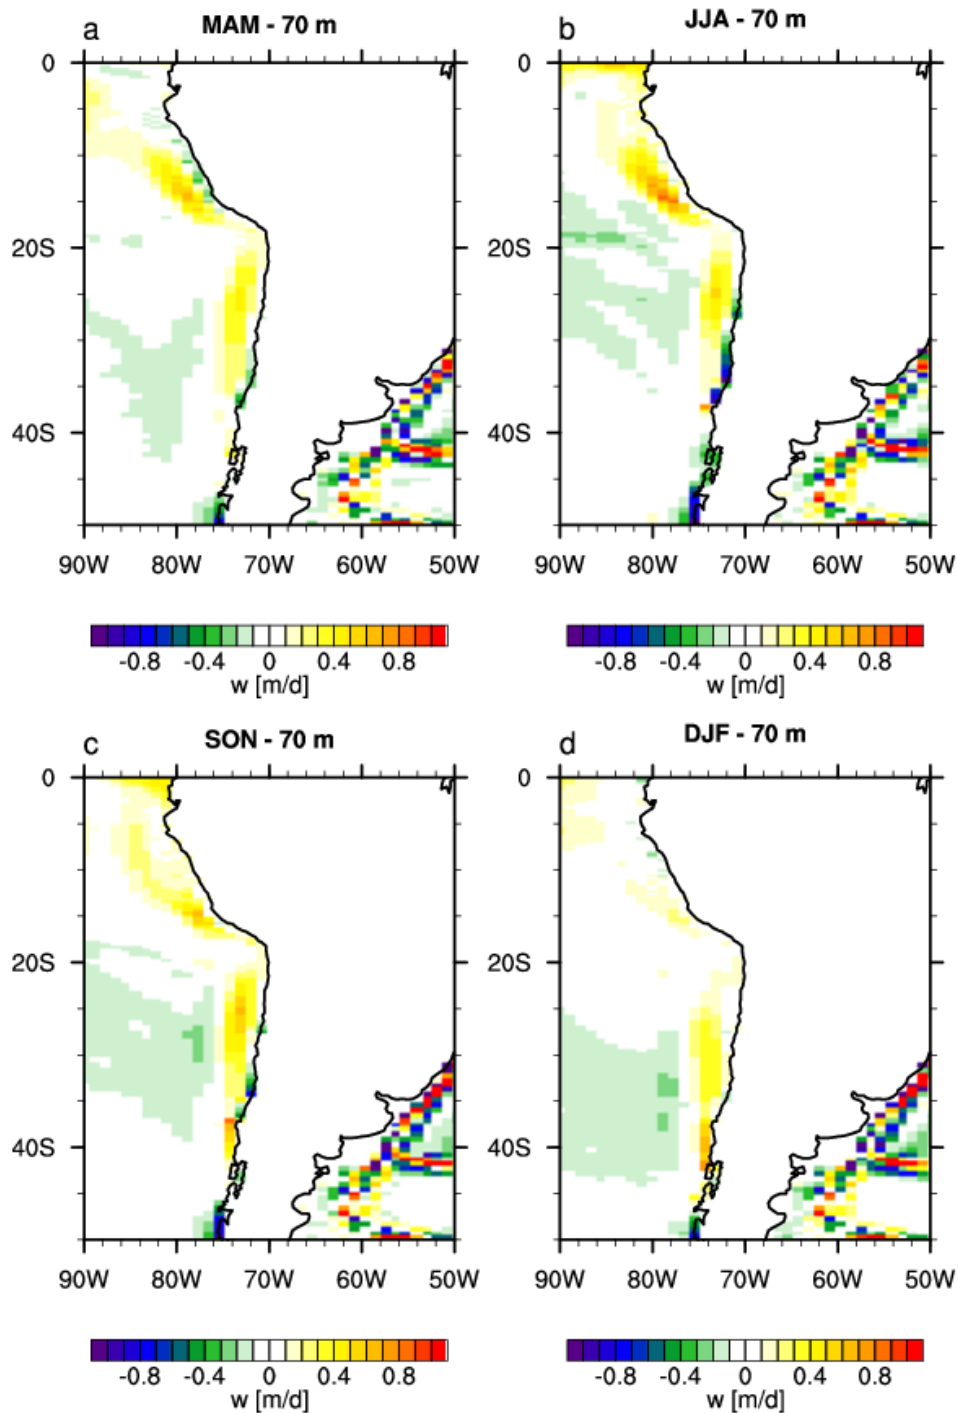 a MAM - 70 m
b JJA - 70 m
0
20S
40S
90W 80W 70W 60W 50W
0
20S
40S
90W 80W 70W 60W 50W
-0.8 -0.4 0 0.4 0.8
w [m/d]
-0.8 -0.4 0 0.4 0.8
w [m/d]
c SON - 70 m
d DJF - 70 m
0
20S
40S
90W 80W 70W 60W 50W
0
20S
40S
90W 80W 70W 60W 50W
-0.8 -0.4 0 0.4 0.8
w [m/d]
-0.8 -0.4 0 0.4 0.8
w [m/d]